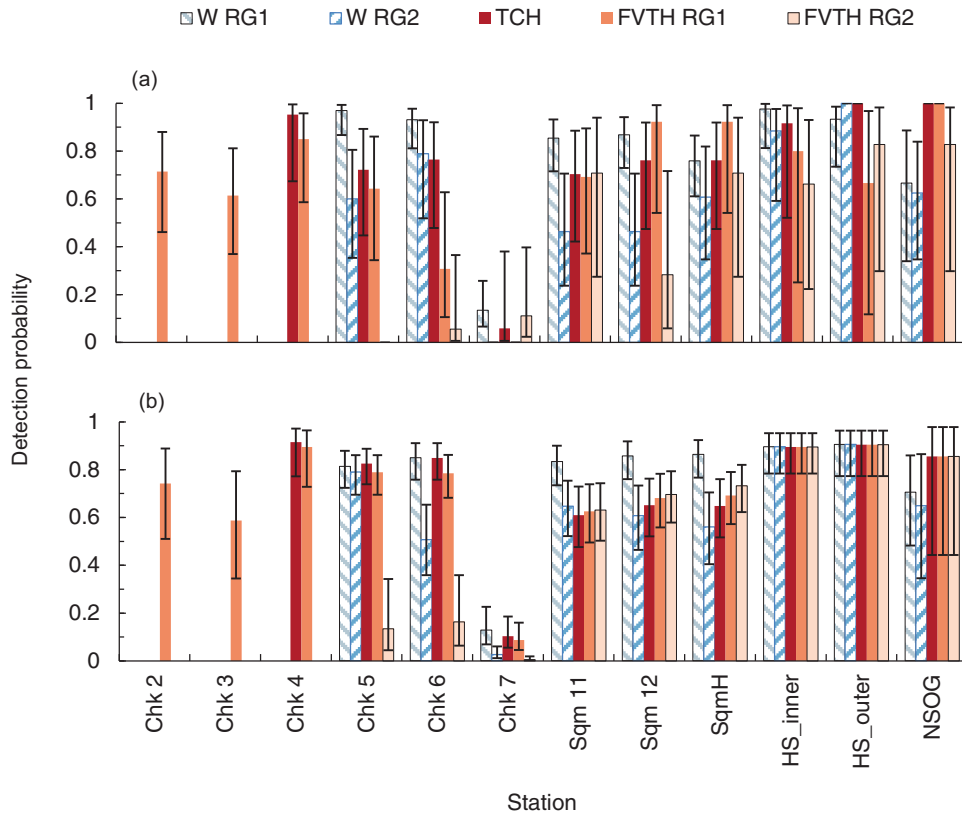 W RG1 W RG2 TCH FVTH RG1 FVTH RG2
(a)
1
0.8
0.6
0.4
0.2
0
Detection probability
(b)
1
0.8
0.6
0.4
0.2
0
Chk 2 Chk 3 Chk 4 Chk 5 Chk 6 Chk 7 Sqm 11 Sqm 12 SqmH HS_inner HS_outer NSOG
Station